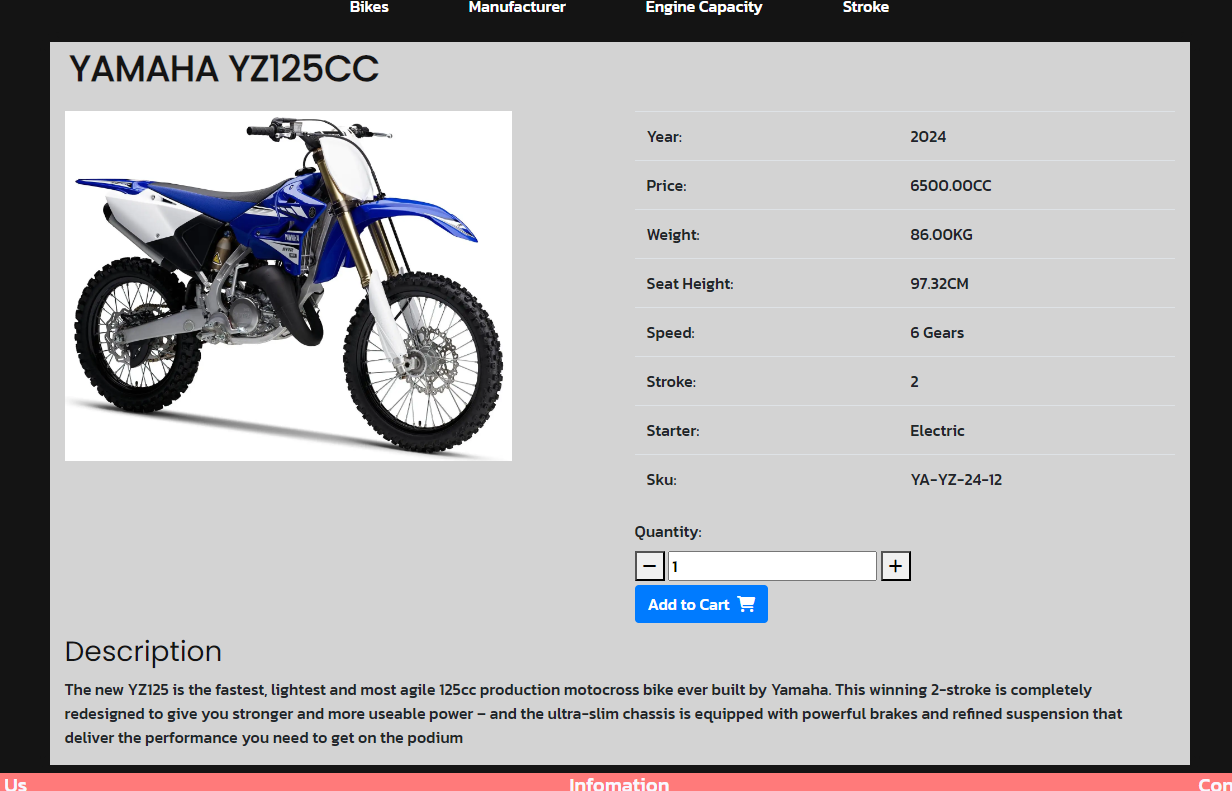 Bikes Manufacturer Engine Capacity Stroke
YAMAHA YZ125CC
Year: 2024
Price: 6500.00CC
Weight: 86.00KG
Seat Height: 97.32CM
Speed: 6 Gears
Stroke: 2
Starter: Electric
Sku: YA-YZ-24-12
Quantity:
− 1 +
Add to Cart
Description
The new YZ125 is the fastest, lightest and most agile 125cc production motocross bike ever built by Yamaha. This winning 2-stroke is completely
redesigned to give you stronger and more useable power – and the ultra-slim chassis is equipped with powerful brakes and refined suspension that
deliver the performance you need to get on the podium
Us Infomation Con